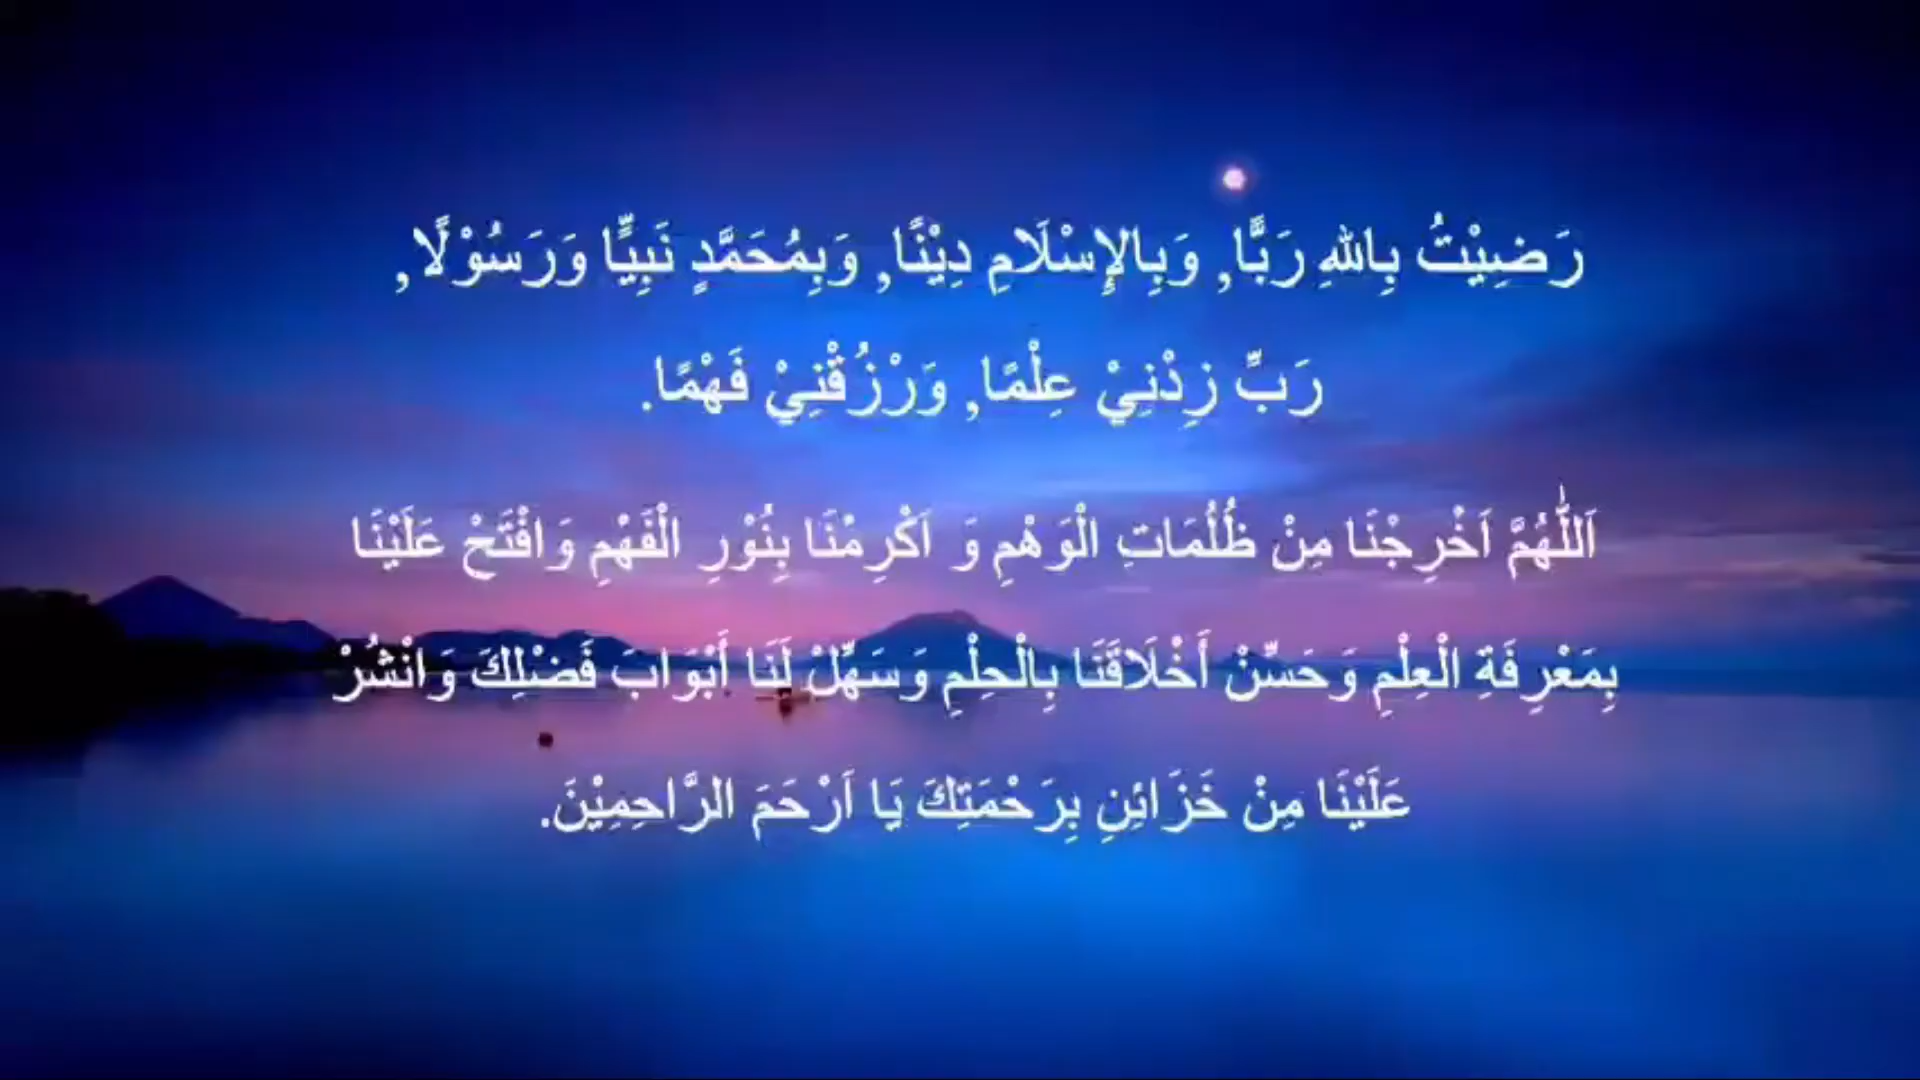 رَضِيْتُ بِاللهِ رَبًّا, وَبِالإِسْلَامِ دِيْنًا, وَبِمُحَمَّدٍ نَبِيًّا وَرَسُوْلًا,
رَبِّ زِدْنِيْ عِلْمًا, وَرْزُقْنِيْ فَهْمًا.
اَللّٰهُمَّ اَخْرِجْنَا مِنْ ظُلُمَاتِ الْوَهْمِ وَ اَكْرِمْنَا بِنُوْرِ الْفَهْمِ وَافْتَحْ عَلَيْنَا
بِمَعْرِفَةِ الْعِلْمِ وَحَسِّنْ أَخْلَاقَنَا بِالْحِلْمِ وَسَهِّلْ لَنَا أَبْوَابَ فَضْلِكَ وَانْشُرْ
عَلَيْنَا مِنْ خَزَائِنِ بِرَحْمَتِكَ يَا اَرْحَمَ الرَّاحِمِيْنَ.